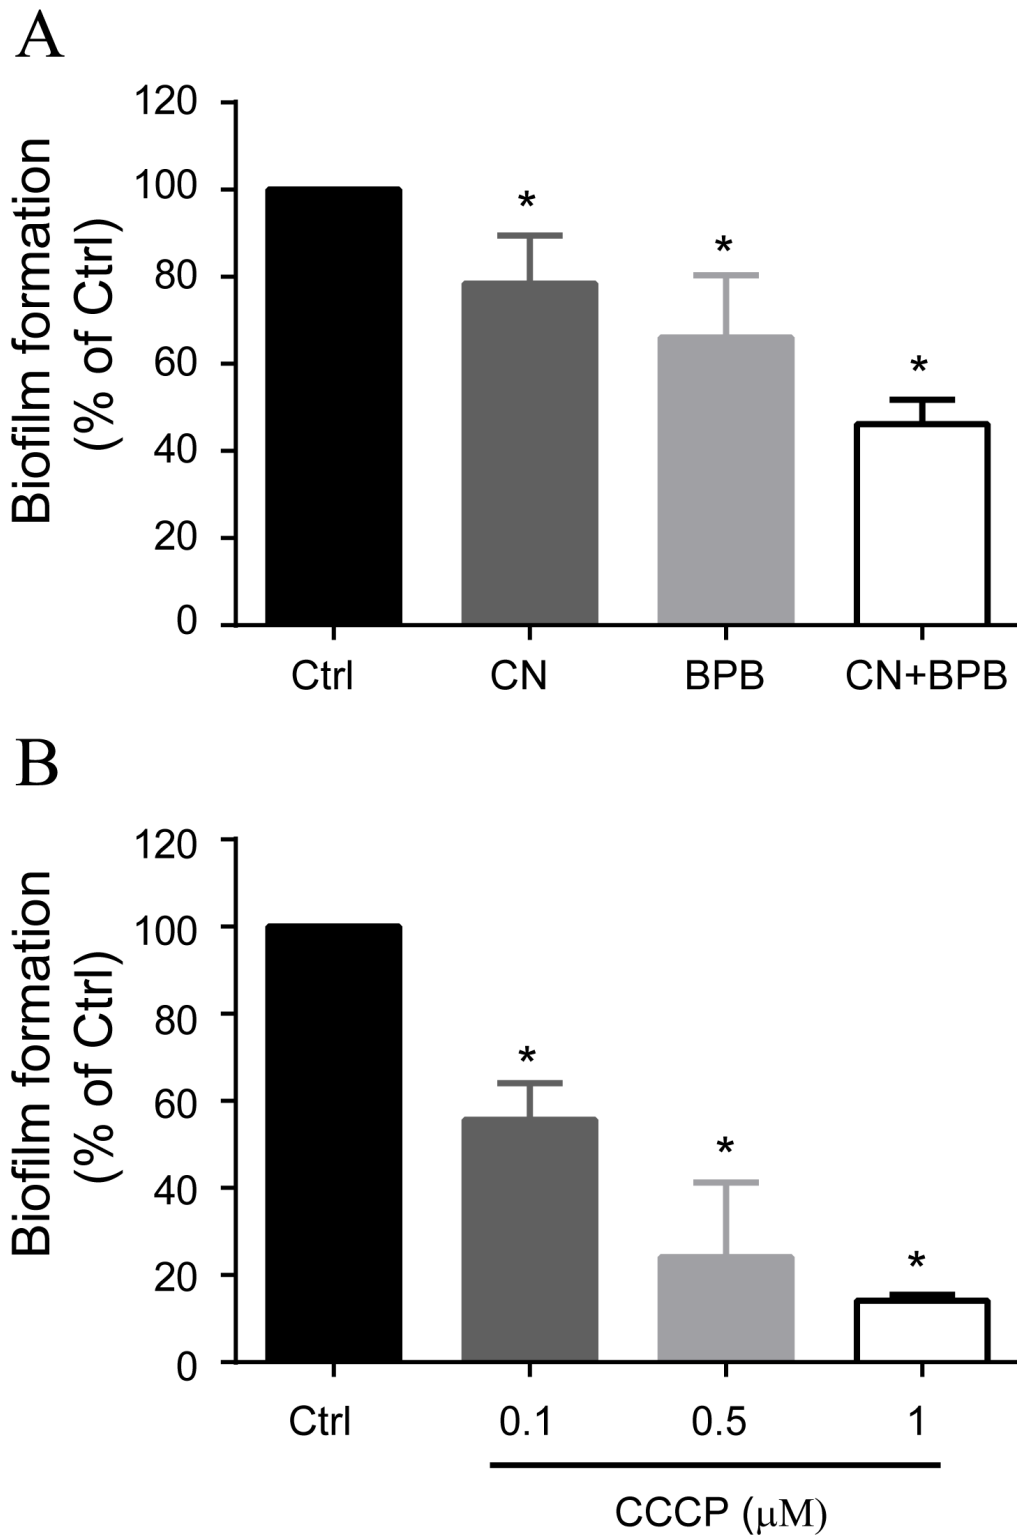 A
Biofilm formation
(% of Ctrl)
120
100
80
60
40
20
0
*
*
*
Ctrl
CN
BPB
CN+BPB
B
Biofilm formation
(% of Ctrl)
120
100
80
60
40
20
0
*
*
*
Ctrl
0.1
0.5
1
CCCP (μM)